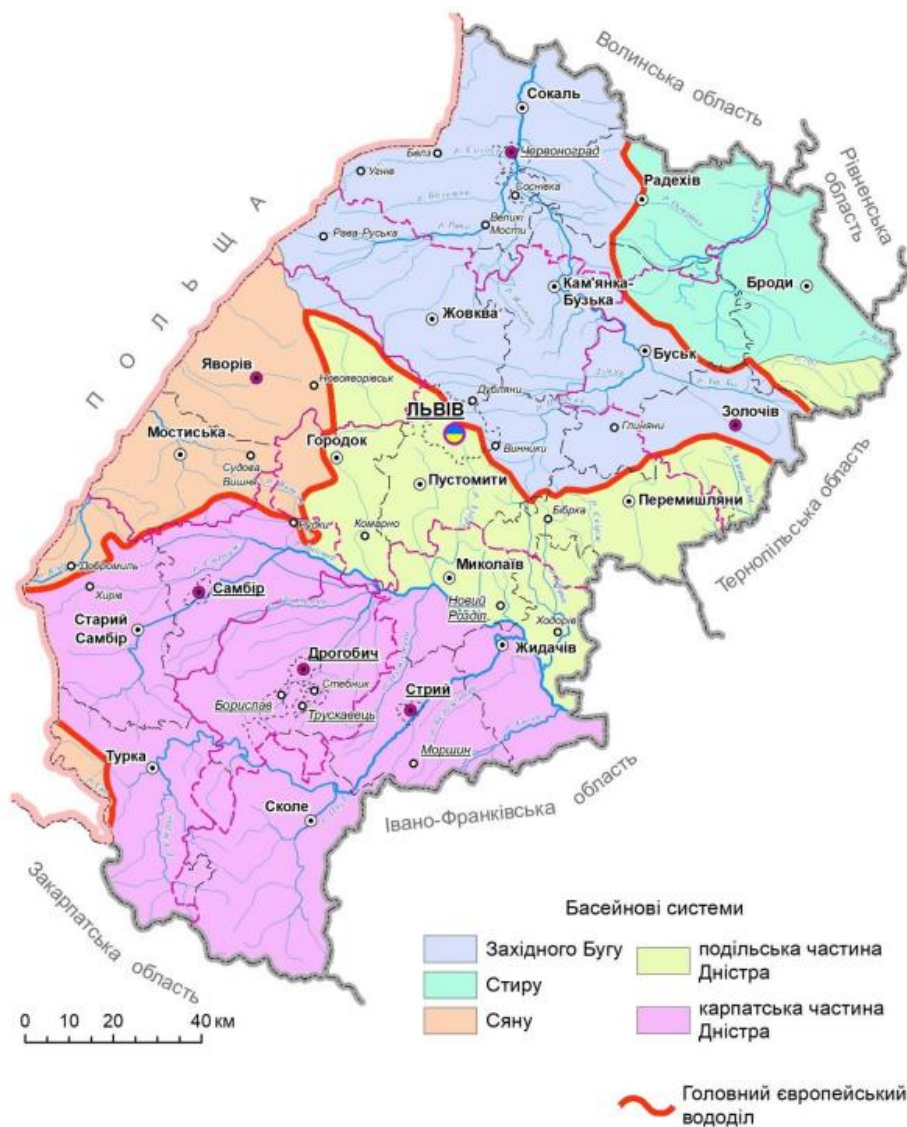 Волинська область
Рівненська
область
ПОЛЬЩА
Сокаль
Белз
Червоноград
Угнів
Соснівка
Радехів
Великі
Мости
Рава-Руська
Кам'янка-
Бузька
Броди
Жовква
Буськ
Яворів
Новояворівськ
Дубляни
ЛЬВІВ
Золочів
Глиняни
Мостиська
Городок
Винники
Судова
Вишня
Пустомити
Перемишляни
Бібрка
Рудки
Комарно
Тернопільська область
Добромиль
Миколаїв
Хирів
Самбір
Новий
Розділ
Старий
Самбір
Ходорів
Жидачів
Дрогобич
Стебник
Борислав
Стрий
Трускавець
Турка
Моршин
Сколе
Івано-Франківська область
Закарпатська область
Басейнові системи
Західного Бугу
Стиру
Сяну
подільська частина
Дністра
карпатська частина
Дністра
0 10 20 40 км
Головний європейський
вододіл